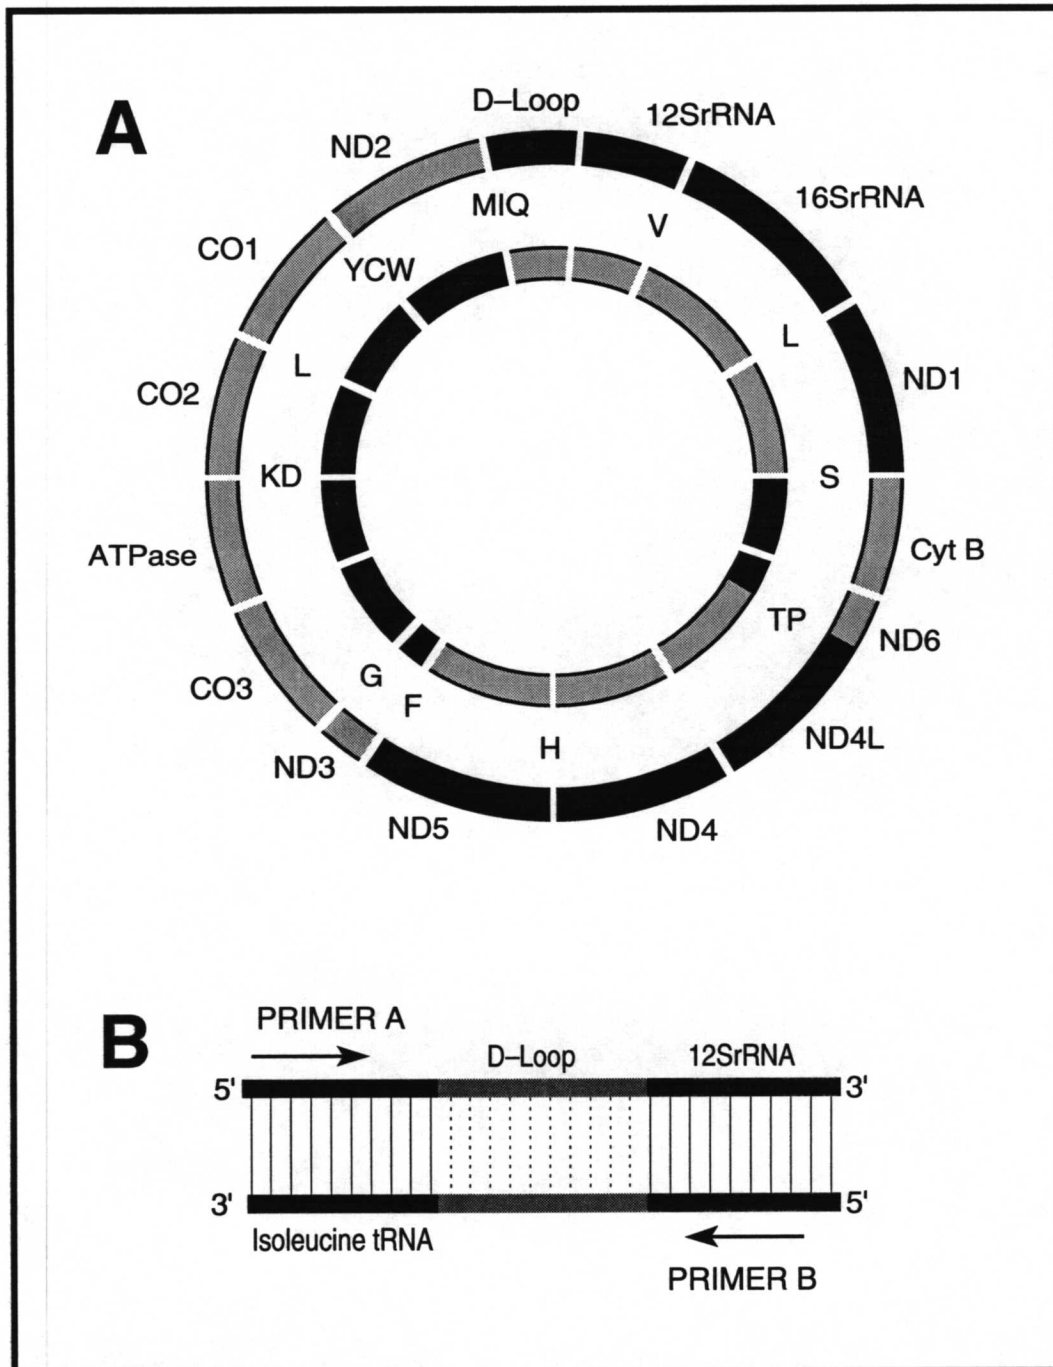 A
D–Loop
12SrRNA
ND2
16SrRNA
MIQ
V
CO1
YCW
L
L
ND1
CO2
KD
S
ATPase
Cyt B
TP
ND6
G
CO3
F
ND4L
H
ND3
ND5
ND4
B
PRIMER A
D–Loop
12SrRNA
5'
3'
3'
5'
Isoleucine tRNA
PRIMER B